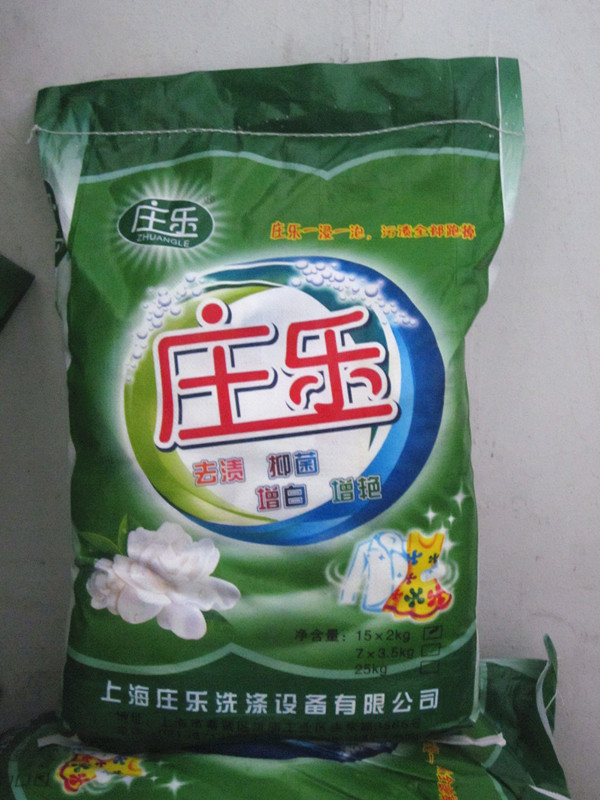 庄乐
ZHUANGLE
庄乐一浸一泡，污渍全都跑掉
庄乐
去渍 抑菌
增白 增艳
净含量：15×2kg
7×3.5kg
25kg
上海庄乐洗涤设备有限公司